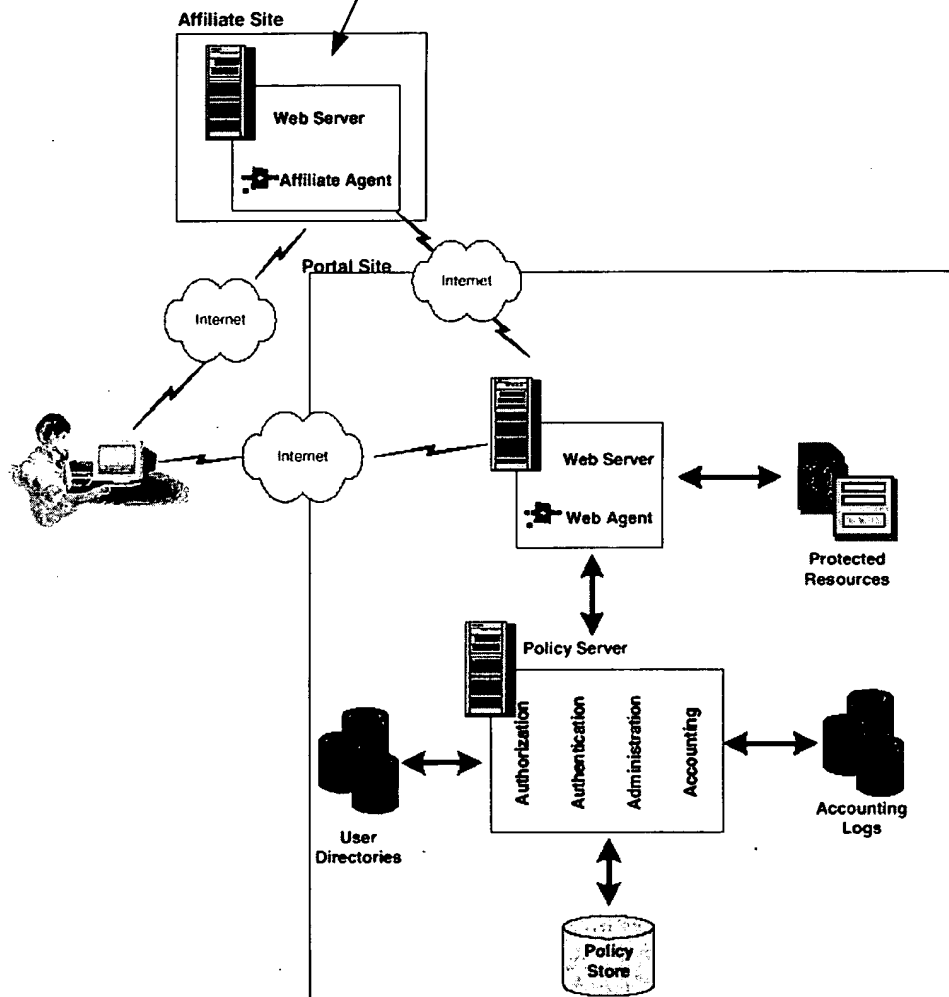 Affiliate Site
Web Server
Affiliate Agent
Portal Site
Internet
Internet
Internet
Web Server
Web Agent
Protected
Resources
Policy Server
Authorization
Authentication
Administration
Accounting
User
Directories
Accounting
Logs
Policy
Store